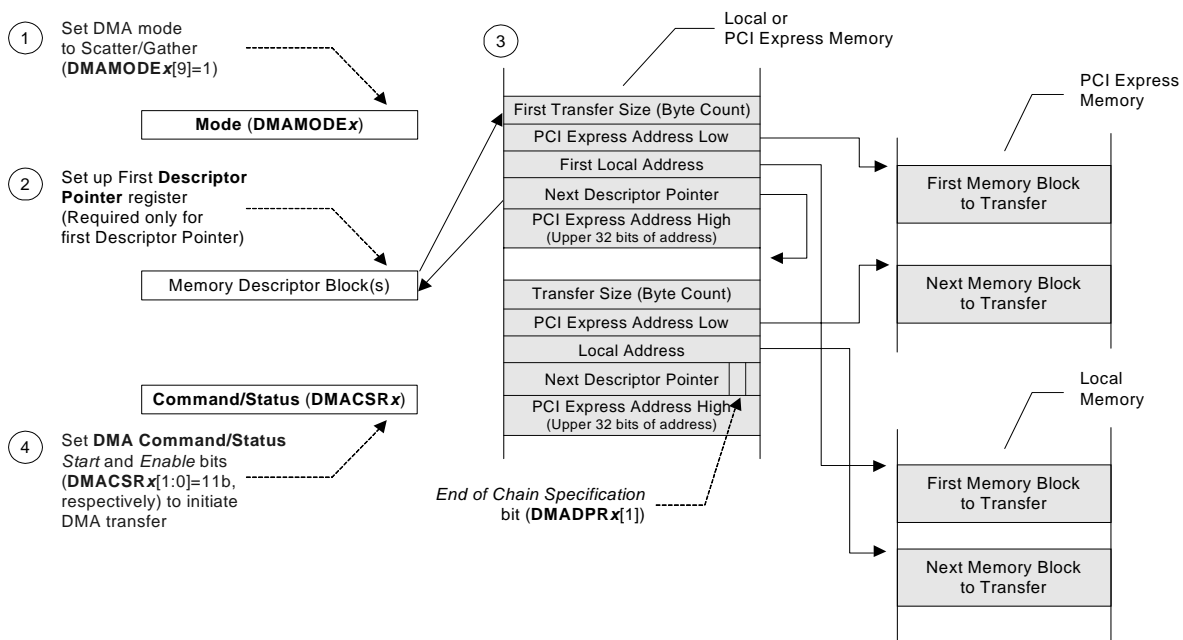 1
Set DMA mode
to Scatter/Gather
(DMAMODEx[9]=1)
Mode (DMAMODEx)
2
Set up First Descriptor
Pointer register
(Required only for
first Descriptor Pointer)
Memory Descriptor Block(s)
Command/Status (DMACSRx)
4
Set DMA Command/Status
Start and Enable bits
(DMACSRx[1:0]=11b,
respectively) to initiate
DMA transfer
3
Local or
PCI Express Memory
First Transfer Size (Byte Count)
PCI Express Address Low
First Local Address
Next Descriptor Pointer
PCI Express Address High
(Upper 32 bits of address)
Transfer Size (Byte Count)
PCI Express Address Low
Local Address
Next Descriptor Pointer
PCI Express Address High
(Upper 32 bits of address)
End of Chain Specification
bit (DMADPRx[1])
PCI Express
Memory
First Memory Block
to Transfer
Next Memory Block
to Transfer
Local
Memory
First Memory Block
to Transfer
Next Memory Block
to Transfer